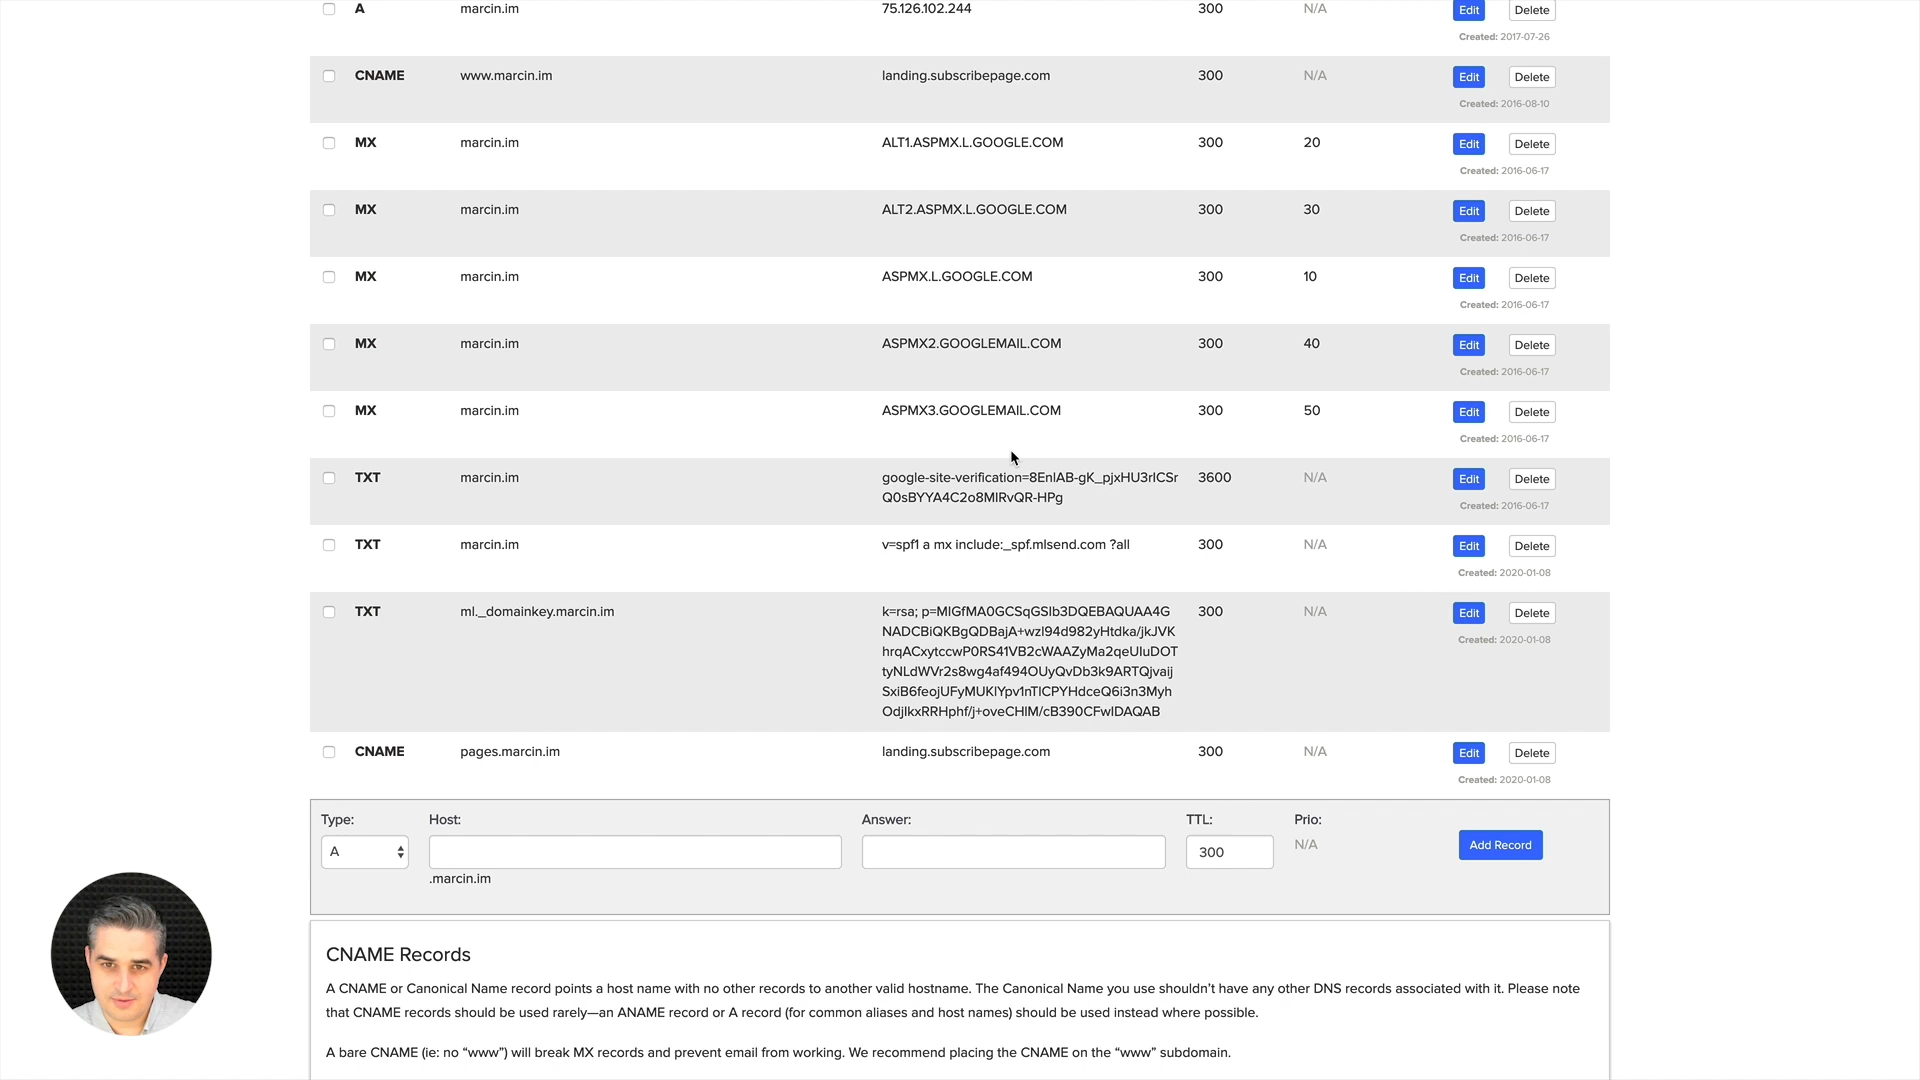 A marcin.im 75.126.102.244 300 N/A Edit Delete
Created: 2017-07-26
CNAME www.marcin.im landing.subscribepage.com 300 N/A Edit Delete
Created: 2016-08-10
MX marcin.im ALT1.ASPMX.L.GOOGLE.COM 300 20 Edit Delete
Created: 2016-06-17
MX marcin.im ALT2.ASPMX.L.GOOGLE.COM 300 30 Edit Delete
Created: 2016-06-17
MX marcin.im ASPMX.L.GOOGLE.COM 300 10 Edit Delete
Created: 2016-06-17
MX marcin.im ASPMX2.GOOGLEMAIL.COM 300 40 Edit Delete
Created: 2016-06-17
MX marcin.im ASPMX3.GOOGLEMAIL.COM 300 50 Edit Delete
Created: 2016-06-17
TXT marcin.im google-site-verification=8EnlAB-gK_pjxHU3rICSr 3600 N/A Edit Delete
Q0sBYYA4C2o8MIRvQR-HPg
Created: 2016-06-17
TXT marcin.im v=spf1 a mx include:_spf.mlsend.com ?all 300 N/A Edit Delete
Created: 2020-01-08
TXT ml._domainkey.marcin.im k=rsa; p=MIGfMA0GCSqGSIb3DQEBAQUAA4G 300 N/A Edit Delete
NADCBiQKBgQDBajA+wzl94d982yHtdka/jkJVK
Created: 2020-01-08
hrqACxytccwP0RS41VB2cWAAZyMa2qeUIuDOT
tyNLdWVr2s8wg4af494OUyQvDb3k9ARTQjvaij
SxiB6feojUFyMUKlYpv1nTlCPYHdceQ6i3n3Myh
OdjIkxRRHphf/j+oveCHlM/cB390CFwIDAQAB
CNAME pages.marcin.im landing.subscribepage.com 300 N/A Edit Delete
Created: 2020-01-08
Type: Host: Answer: TTL: Prio:
A 300 N/A Add Record
.marcin.im
CNAME Records
A CNAME or Canonical Name record points a host name with no other records to another valid hostname. The Canonical Name you use shouldn't have any other DNS records associated with it. Please note
that CNAME records should be used rarely—an ANAME record or A record (for common aliases and host names) should be used instead where possible.
A bare CNAME (ie: no “www”) will break MX records and prevent email from working. We recommend placing the CNAME on the “www” subdomain.